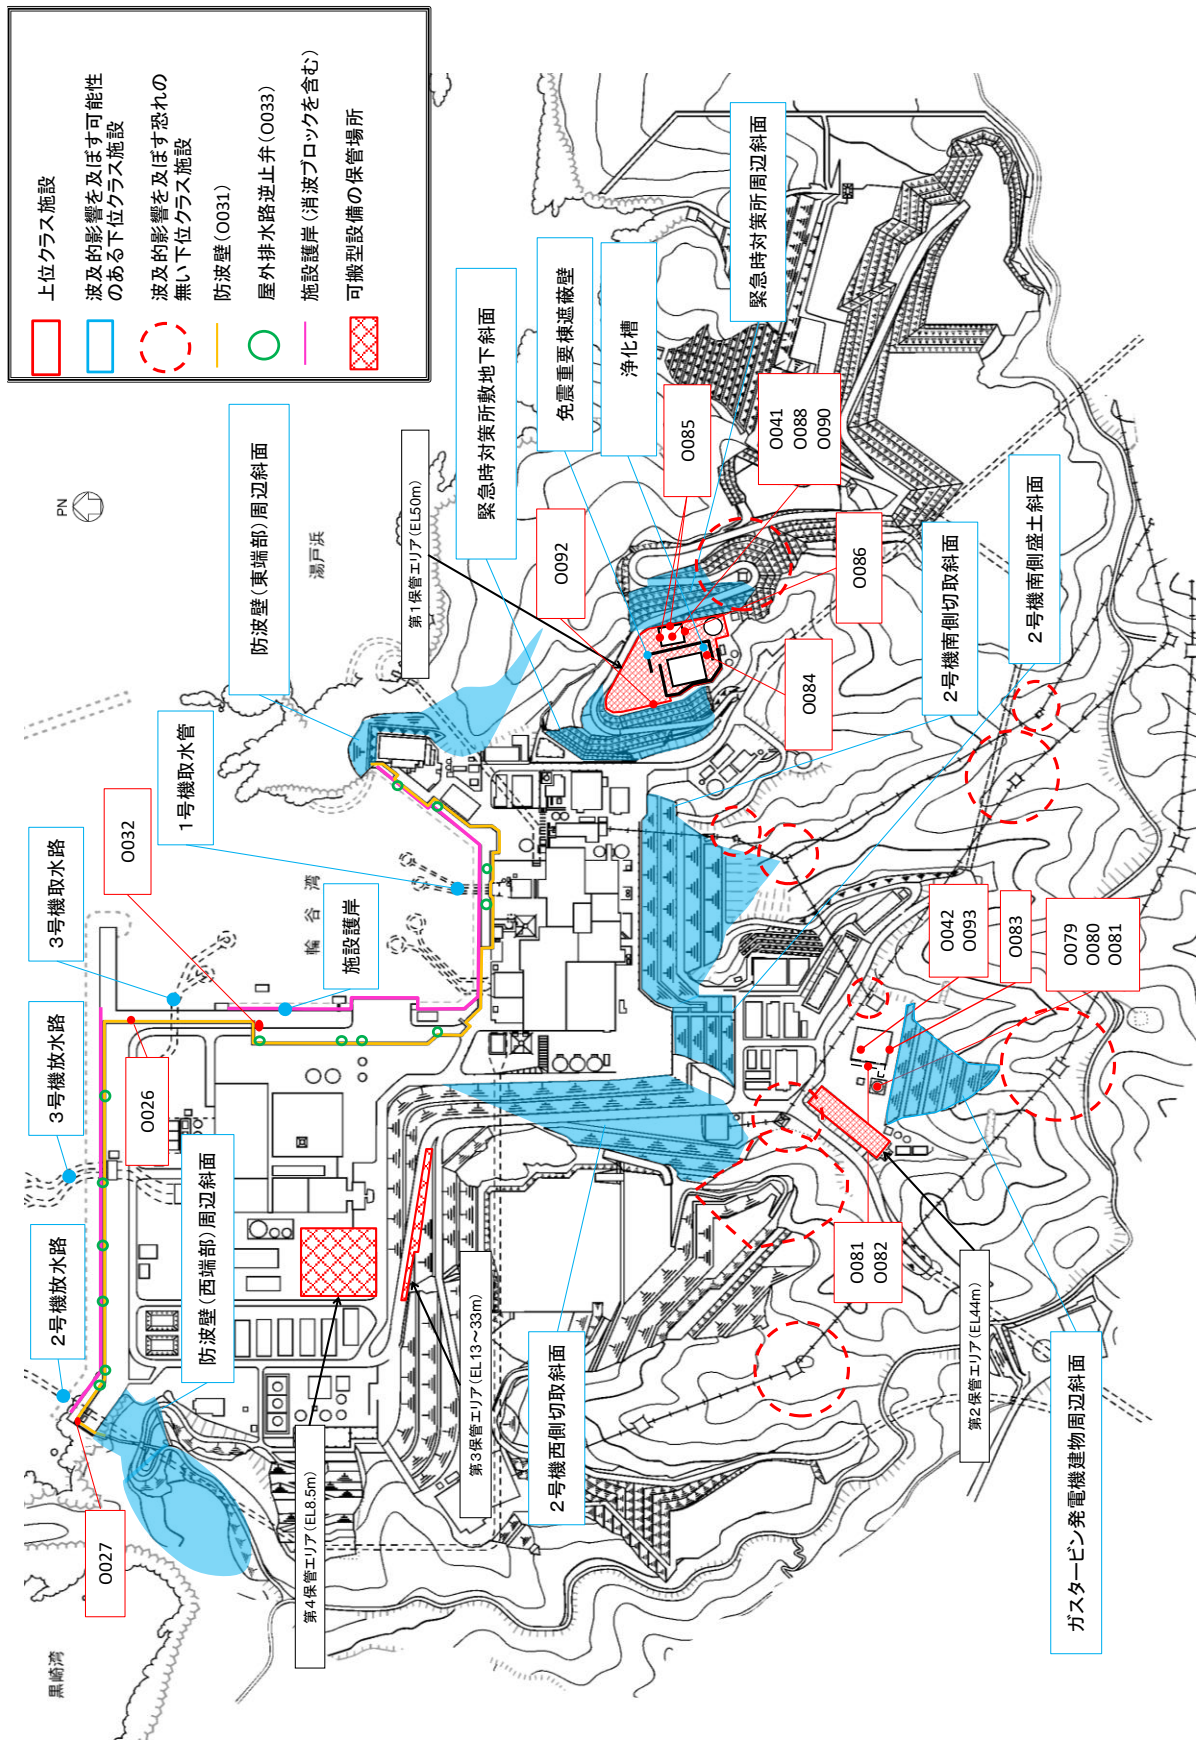 上位クラス施設
波及的影響を及ぼす可能性
のある下位クラス施設
波及的影響を及ぼす恐れの
無い下位クラス施設
防波壁(O031)
屋外排水路逆止弁(O033)
施設護岸(消波ブロックを含む)
可搬型設備の保管場所
PN
黒崎湾
湯戸浜
輪谷湾
2号機放水路
3号機放水路
3号機取水路
1号機取水管
施設護岸
防波壁(東端部)周辺斜面
防波壁(西端部)周辺斜面
緊急時対策所敷地下斜面
免震重要棟遮蔽壁
浄化槽
緊急時対策所周辺斜面
2号機南側切取斜面
2号機南側盛土斜面
2号機西側切取斜面
ガスタービン発電機建物周辺斜面
第1保管エリア(EL50m)
第2保管エリア(EL44m)
第3保管エリア(EL13~33m)
第4保管エリア(EL8.5m)
O027
O026
O032
O092
O085
O041
O088
O090
O086
O084
O042
O093
O083
O079
O080
O081
O081
O082